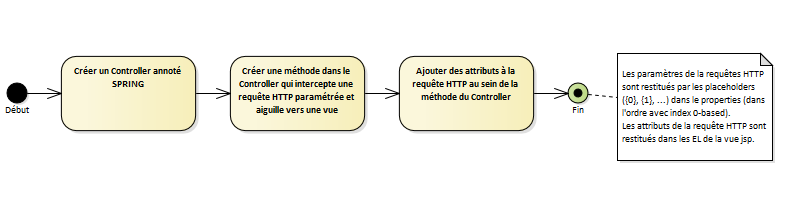 Début
Créer un Controller annoté
SPRING
Créer une méthode dans le
Controller qui intercepte une
requête HTTP paramétrée et
aiguille vers une vue
Ajouter des attributs à la
requête HTTP au sein de la
méthode du Controller
Fin
Les paramètres de la requêtes HTTP
sont restitués par les placeholders
({0}, {1}, ...) dans le properties (dans
l'ordre avec index 0-based).
Les attributs de la requête HTTP sont
restitués dans les EL de la vue jsp.